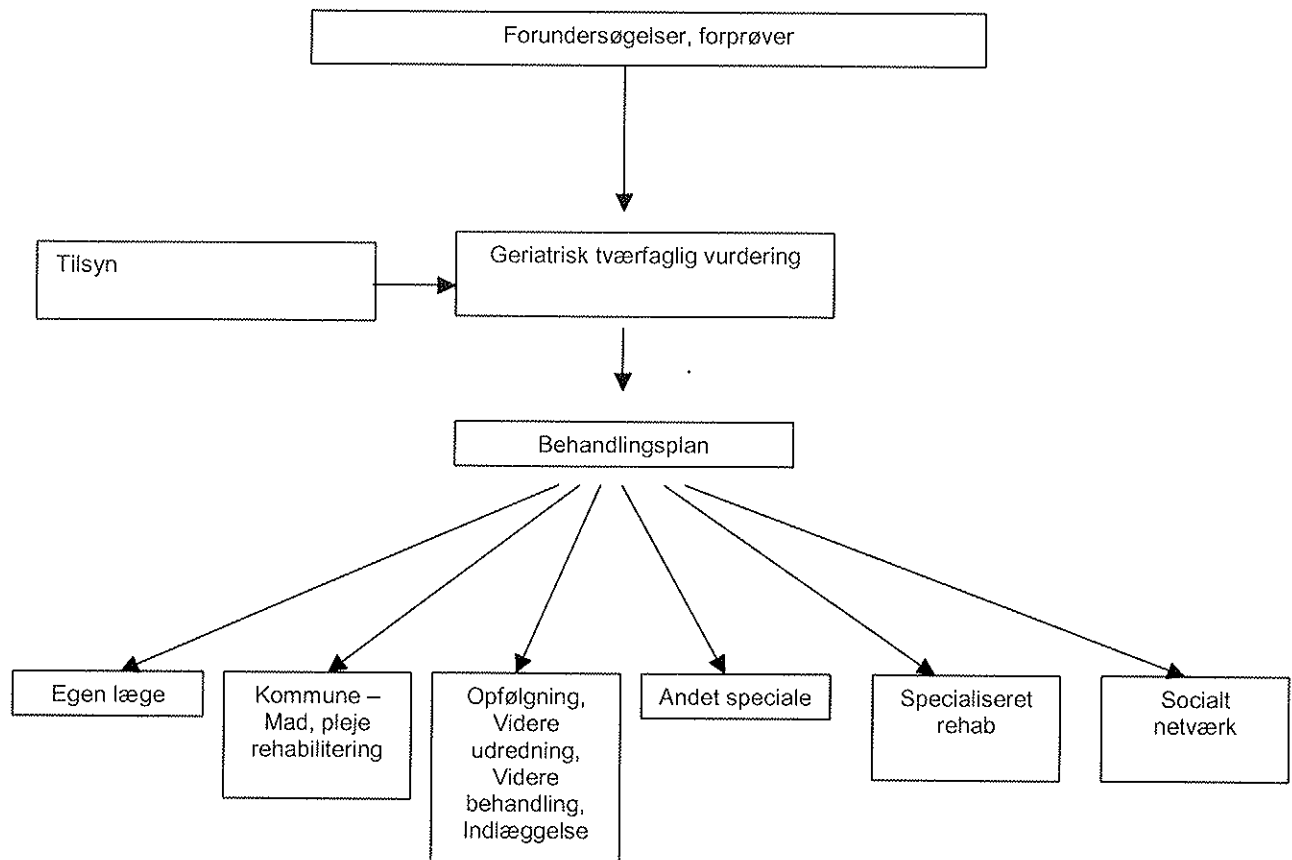 Forundersøgelser, forprøver
Tilsyn
Geriatrisk tværfaglig vurdering
Behandlingsplan
Egen læge
Kommune –
Mad, pleje
rehabilitering
Opfølgning,
Videre
udredning,
Videre
behandling,
Indlæggelse
Andet speciale
Specialiseret
rehab
Socialt
netværk